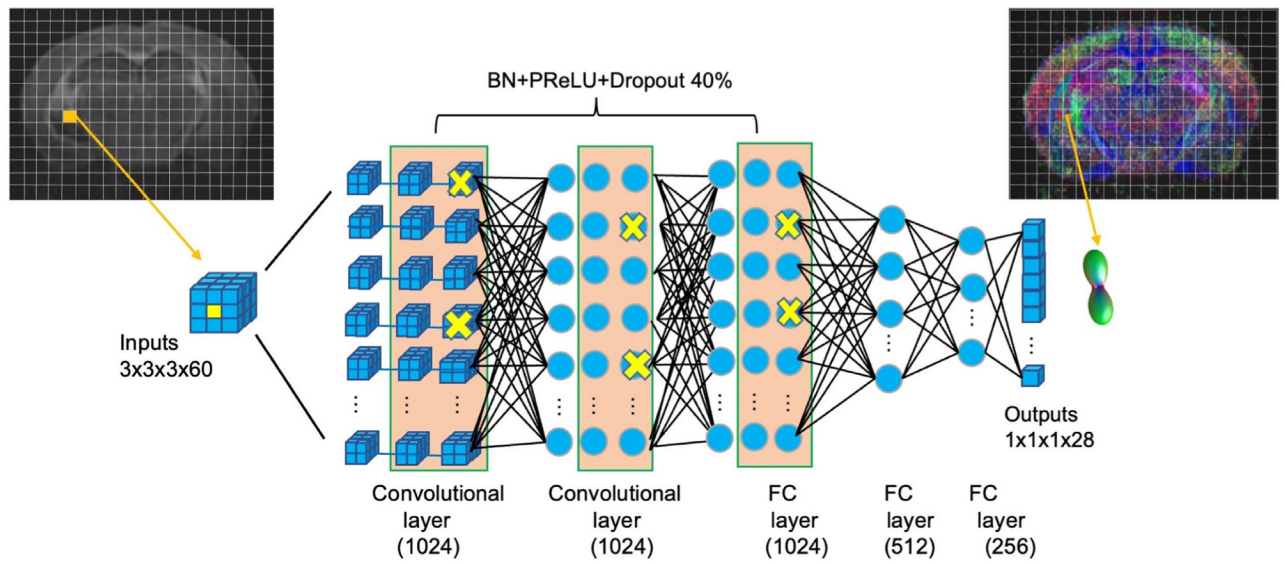 BN+PReLU+Dropout 40%
Inputs
3x3x3x60
Outputs
1x1x1x28
Convolutional
layer
(1024)
Convolutional
layer
(1024)
FC
layer
(1024)
FC
layer
(512)
FC
layer
(256)